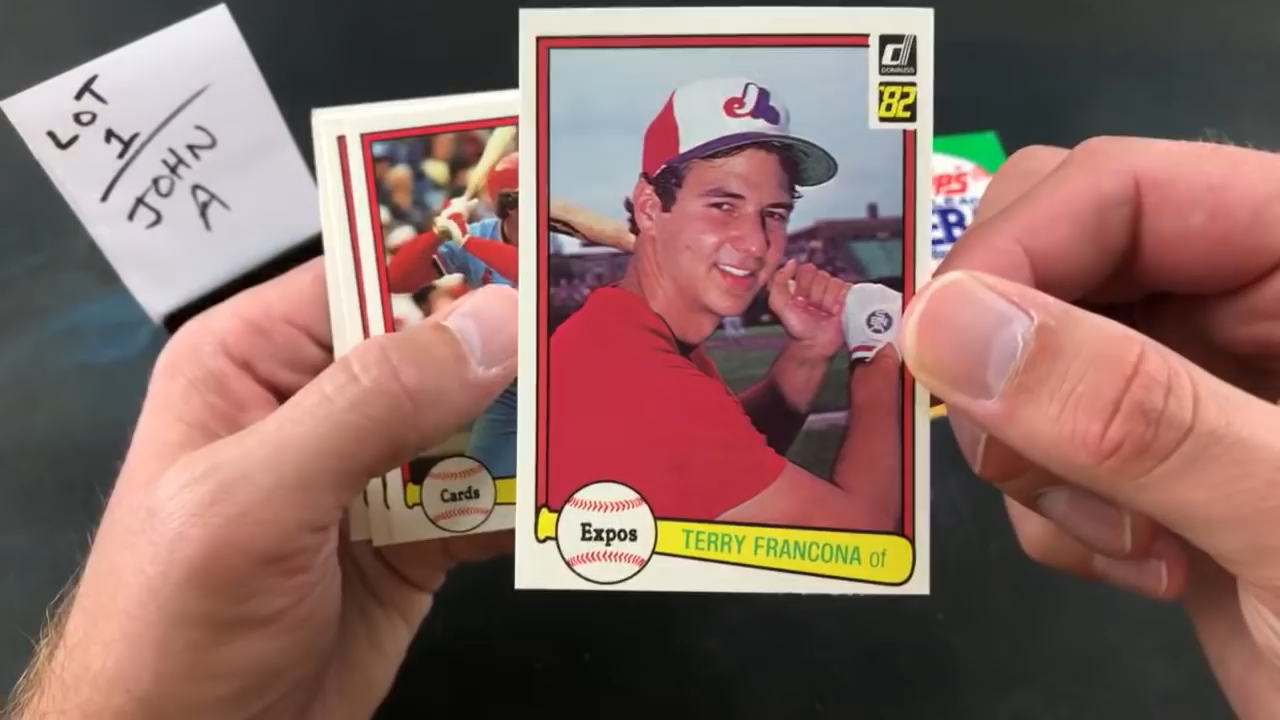 LOT
1
JOHN
A
DONRUSS
'82
Cards
Expos
TERRY FRANCONA of